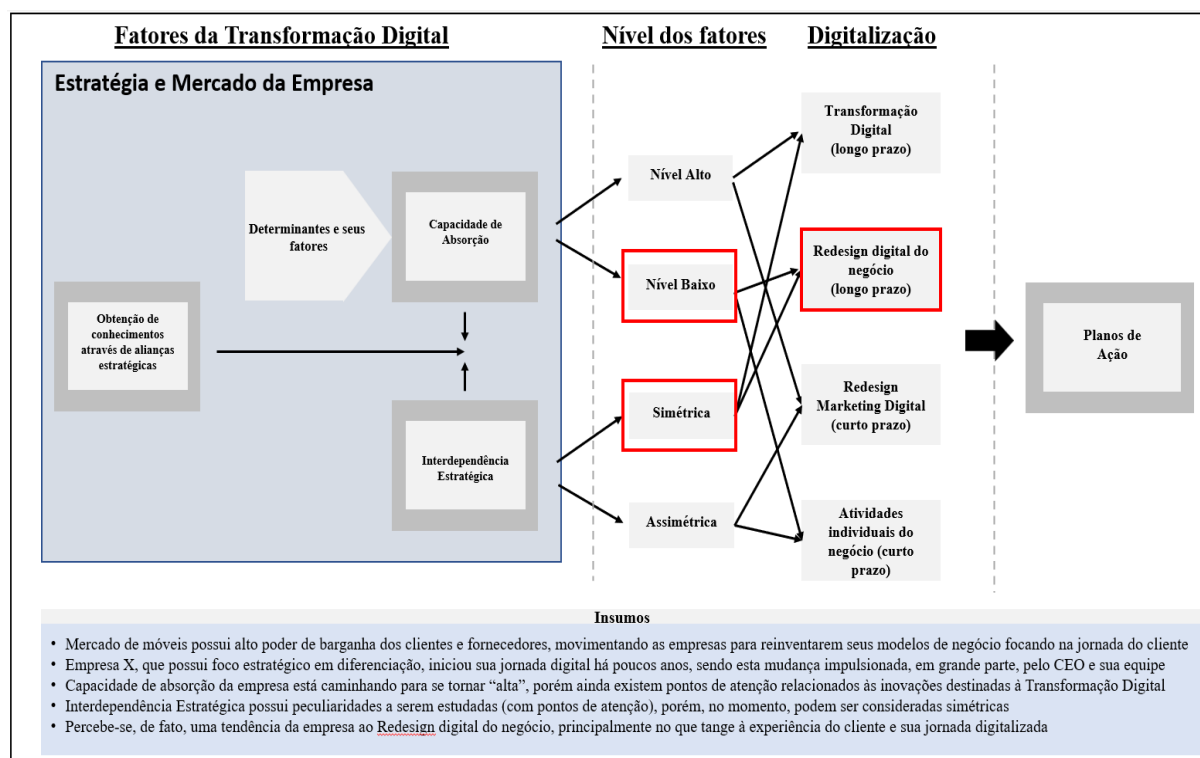 Fatores da Transformação Digital
Nível dos fatores
Digitalização
Estratégia e Mercado da Empresa
Determinantes e seus
fatores
Capacidade de
Absorção
Obtenção de
conhecimentos
através de alianças
estratégicas
Interdependência
Estratégica
Nível Alto
Nível Baixo
Simétrica
Assimétrica
Transformação
Digital
(longo prazo)
Redesign digital do
negócio
(longo prazo)
Redesign
Marketing Digital
(curto prazo)
Atividades
individuais do
negócio (curto
prazo)
Planos de
Ação
Insumos
• Mercado de móveis possui alto poder de barganha dos clientes e fornecedores, movimentando as empresas para reinventarem seus modelos de negócio focando na jornada do cliente
• Empresa X, que possui foco estratégico em diferenciação, iniciou sua jornada digital há poucos anos, sendo esta mudança impulsionada, em grande parte, pelo CEO e sua equipe
• Capacidade de absorção da empresa está caminhando para se tornar “alta”, porém ainda existem pontos de atenção relacionados às inovações destinadas à Transformação Digital
• Interdependência Estratégica possui peculiaridades a serem estudadas (com pontos de atenção), porém, no momento, podem ser consideradas simétricas
• Percebe-se, de fato, uma tendência da empresa ao Redesign digital do negócio, principalmente no que tange à experiência do cliente e sua jornada digitalizada